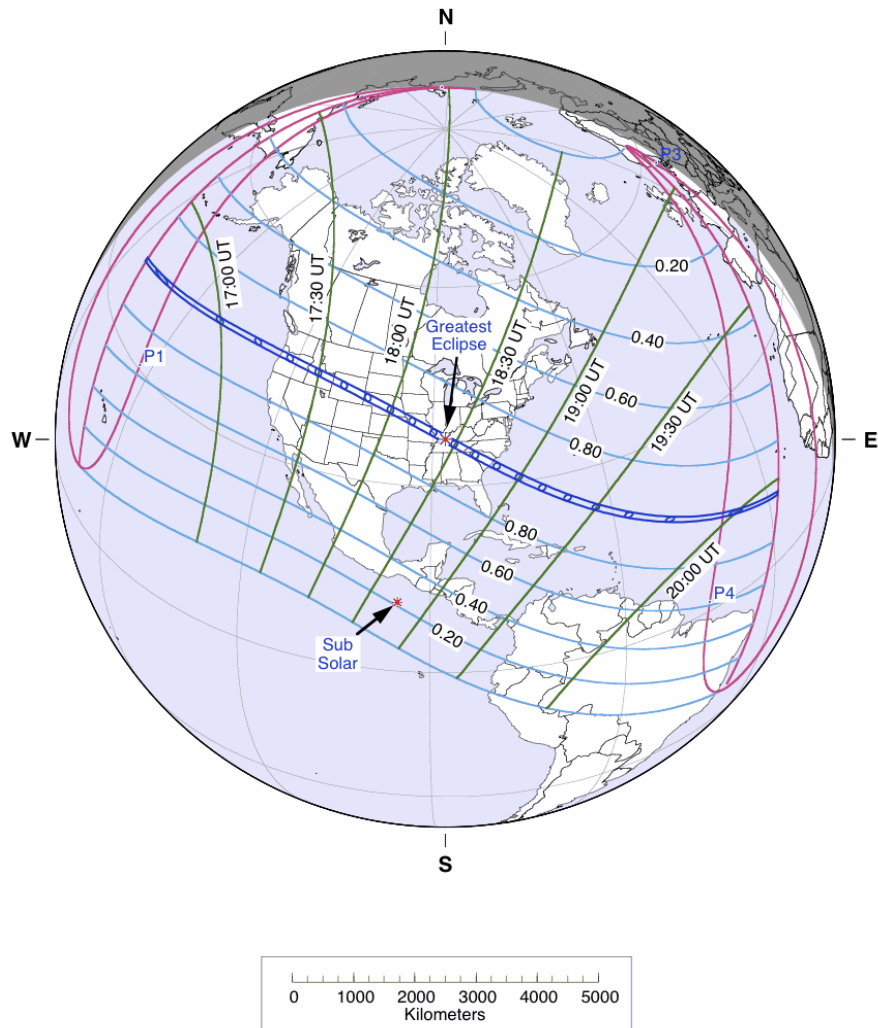 N
P3
0.20
17:00 UT
17:30 UT
18:00 UT
Greatest
Eclipse
18:30 UT
0.40
P1
19:00 UT
0.60
19:30 UT
W
0.80
E
0.80
0.60
20:00 UT
0.40
P4
0.20
Sub
Solar
S
0 1000 2000 3000 4000 5000
Kilometers